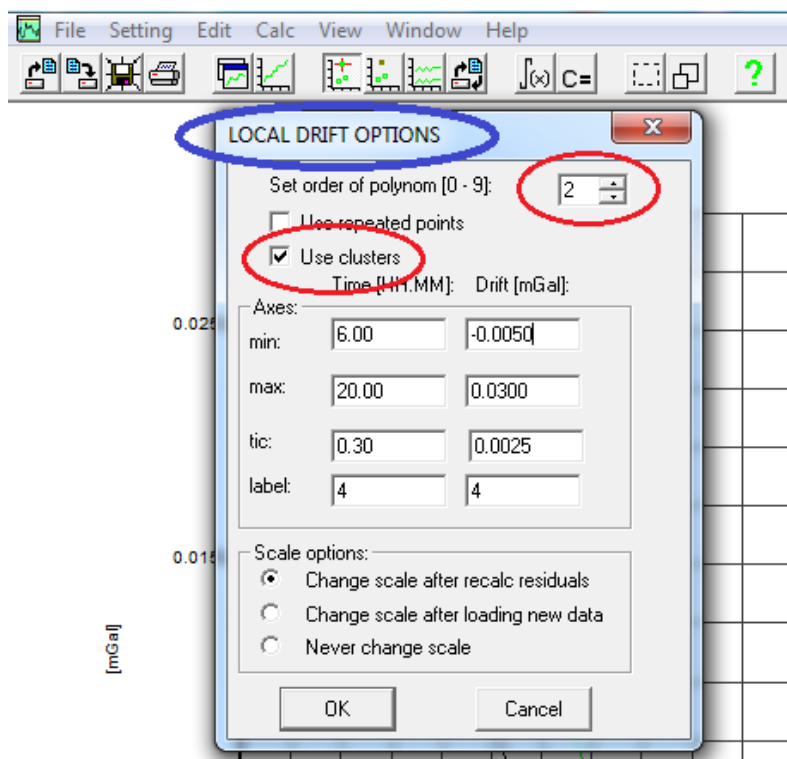 File Setting Edit Calc View Window Help
∫(x) C= ?
LOCAL DRIFT OPTIONS
Set order of polynom [0 - 9]: 2
Use repeated points
Use clusters
Time [HH.MM]: Drift [mGal]:
Axes:
0.025
min: 6.00 -0.0050
max: 20.00 0.0300
tic: 0.30 0.0025
label: 4 4
0.015
Scale options:
Change scale after recalc residuals
Change scale after loading new data
Never change scale
[mGal]
OK Cancel